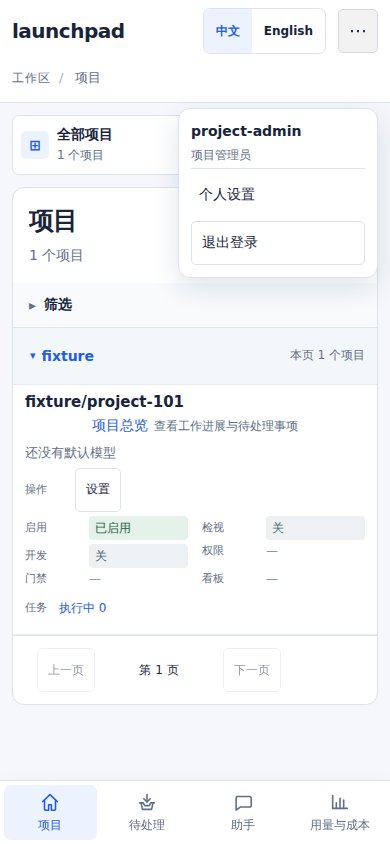 launchpad
中文 English ···
工作区 / 项目
全部项目
1 个项目
project-admin
项目管理员
个人设置
退出登录
项目
1 个项目
▸ 筛选
▾ fixture 本页 1 个项目
fixture/project-101
项目总览 查看工作进展与待处理事项
还没有默认模型
操作 设置
启用 已启用 检视 关
开发 关 权限 —
门禁 — 看板 —
任务 执行中 0
上一页 第 1 页 下一页
项目 待处理 助手 用量与成本